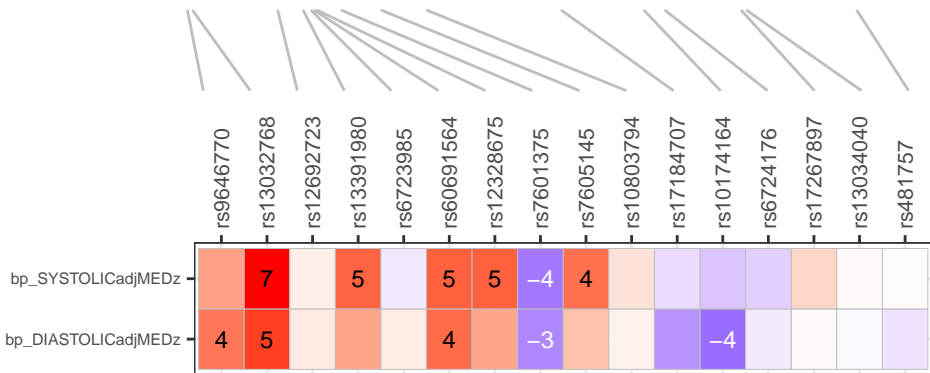 rs9646770 rs13032768 rs12692723 rs13391980 rs67239985 rs60691564 rs12328675 rs7601375 rs7605145 rs10803794 rs17184707 rs10174164 rs6724176 rs17267897 rs13034040 rs481757
bp_SYSTOLICadjMEDz 7 5 5 5 −4 4
bp_DIASTOLICadjMEDz 4 5 4 −3 −4